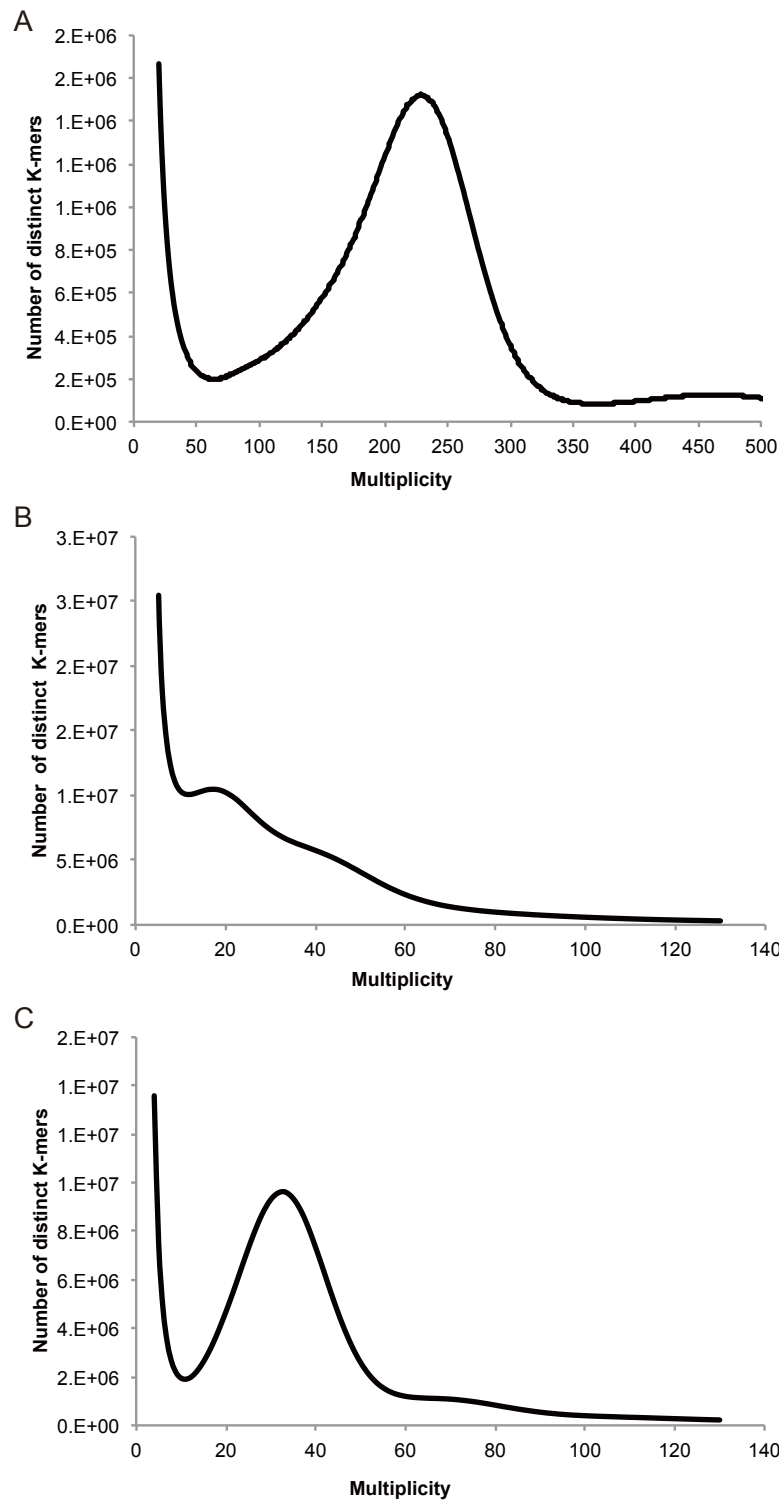 A
Number of distinct K-mers
2.E+06
2.E+06
1.E+06
1.E+06
1.E+06
8.E+05
6.E+05
4.E+05
2.E+05
0.E+00
0 50 100 150 200 250 300 350 400 450 500
Multiplicity
B
Number of distinct K-mers
3.E+07
3.E+07
2.E+07
2.E+07
1.E+07
5.E+06
0.E+00
0 20 40 60 80 100 120 140
Multiplicity
C
Number of distinct K-mers
2.E+07
1.E+07
1.E+07
1.E+07
8.E+06
6.E+06
4.E+06
2.E+06
0.E+00
0 20 40 60 80 100 120 140
Multiplicity